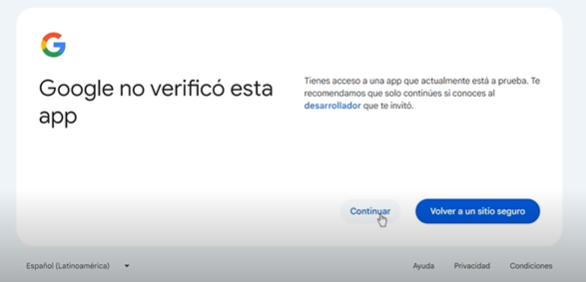 Google no verificó esta
app
Tienes acceso a una app que actualmente está a prueba. Te
recomendamos que solo continúes si conoces al
desarrollador que te invitó.
Continuar
Volver a un sitio seguro
Español (Latinoamérica)
Ayuda
Privacidad
Condiciones